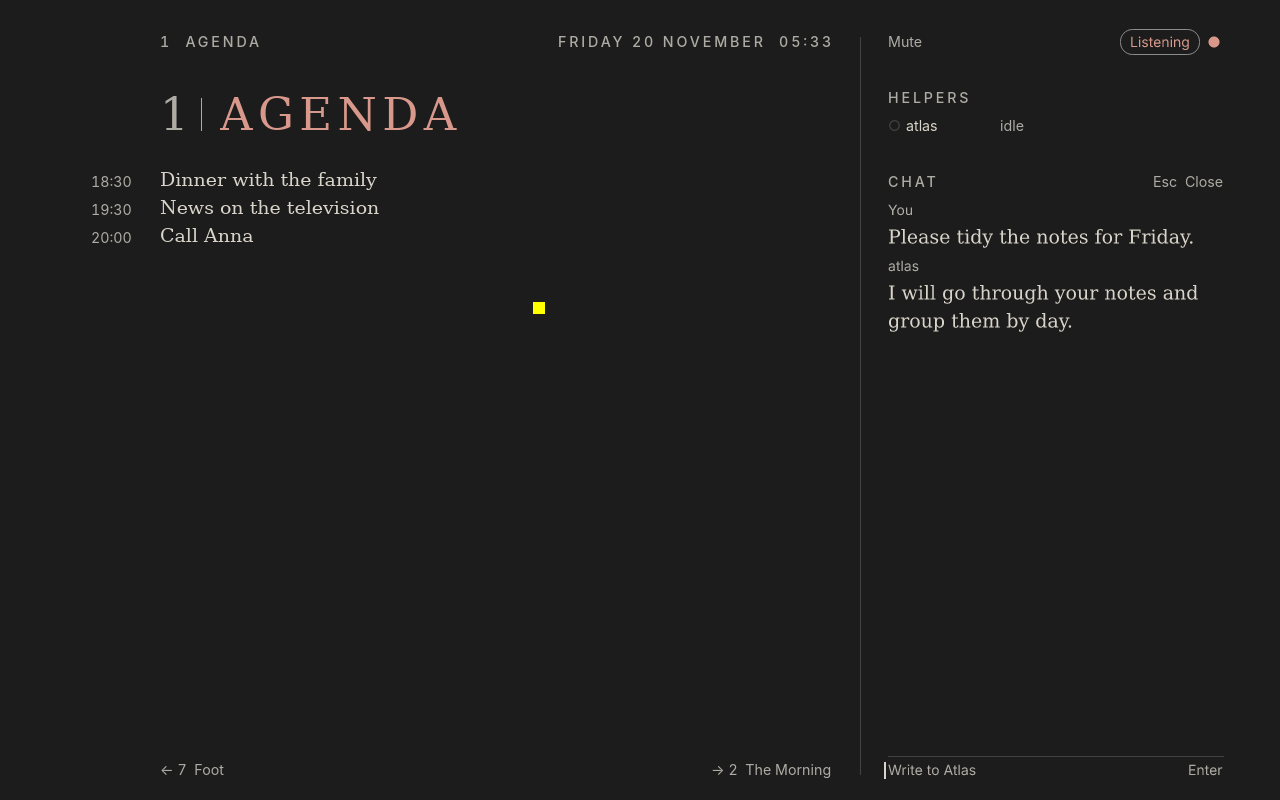 1 AGENDA
FRIDAY 20 NOVEMBER 05:33
1 AGENDA
18:30 Dinner with the family
19:30 News on the television
20:00 Call Anna
← 7 Foot
→ 2 The Morning
Mute
Listening
HELPERS
atlas idle
CHAT
Esc Close
You
Please tidy the notes for Friday.
atlas
I will go through your notes and
group them by day.
Write to Atlas
Enter